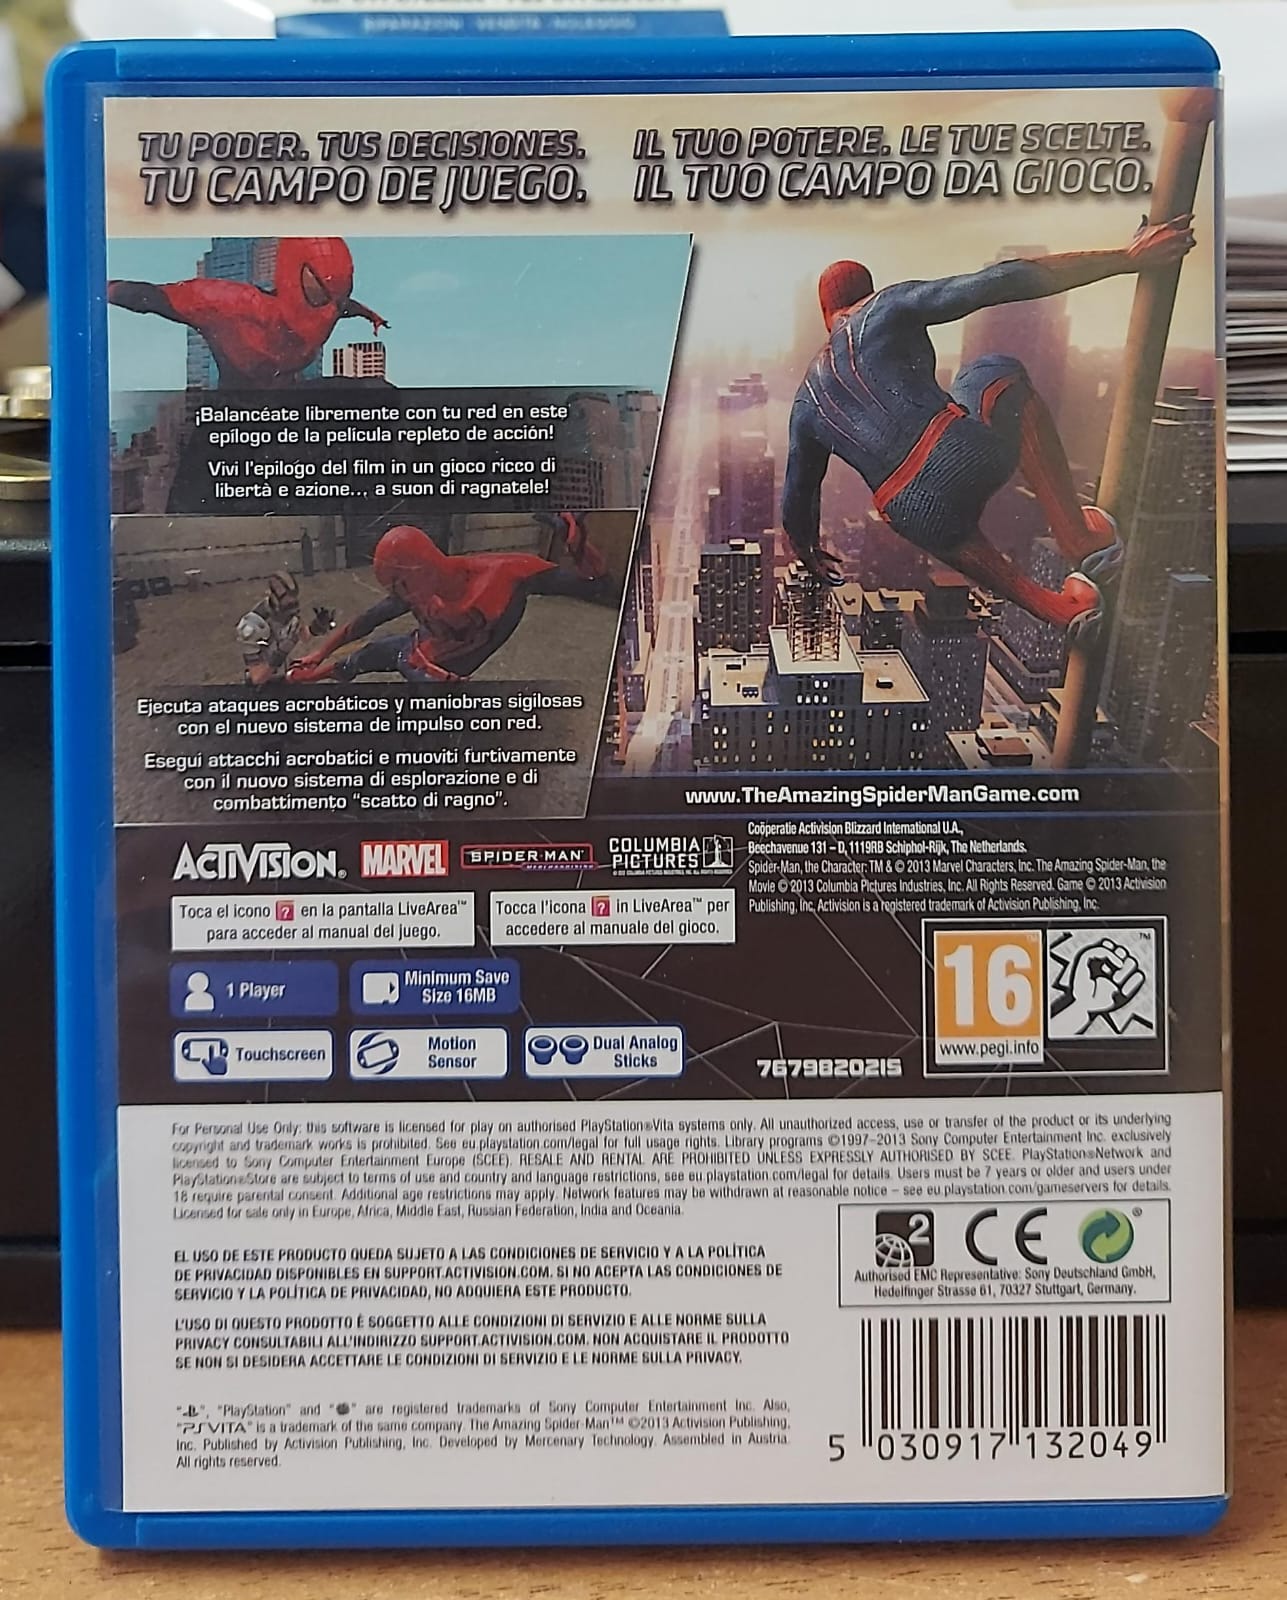 RIPARAZIONI VENDITA NOLEGGIO
TU PODER. TUS DECISIONES.
TU CAMPO DE JUEGO.
IL TUO POTERE. LE TUE SCELTE.
IL TUO CAMPO DA GIOCO.
¡Balancéate libremente con tu red en este
epílogo de la película repleto de acción!
Vivi l'epilogo del film in un gioco ricco di
libertà e azione... a suon di ragnatele!
Ejecuta ataques acrobáticos y maniobras sigilosas
con el nuevo sistema de impulso con red.
Esegui attacchi acrobatici e muoviti furtivamente
con il nuovo sistema di esplorazione e di
combattimento "scatto di ragno".
www.TheAmazingSpiderManGame.com
ACTIVISION®
MARVEL
SPIDER-MAN
MERCHANDISING
COLUMBIA
PICTURES
Coöperatie Activision Blizzard International U.A.,
Beechavenue 131 – D, 1119RB Schiphol-Rijk, The Netherlands.
Spider-Man, the Character: TM & © 2013 Marvel Characters, Inc. The Amazing Spider-Man, the
Movie © 2013 Columbia Pictures Industries, Inc. All Rights Reserved. Game © 2013 Activision
Publishing, Inc. Activision is a registered trademark of Activision Publishing, Inc.
Toca el icono ? en la pantalla LiveArea™
para acceder al manual del juego.
Tocca l'icona ? in LiveArea™ per
accedere al manuale del gioco.
1 Player
Minimum Save
Size 16MB
Touchscreen
Motion
Sensor
Dual Analog
Sticks
7679820215
16
www.pegi.info
™
For Personal Use Only: this software is licensed for play on authorised PlayStation®Vita systems only. All unauthorized access, use or transfer of the product or its underlying
copyright and trademark works is prohibited. See eu.playstation.com/legal for full usage rights. Library programs ©1997-2013 Sony Computer Entertainment Inc. exclusively
licensed to Sony Computer Entertainment Europe (SCEE). RESALE AND RENTAL ARE PROHIBITED UNLESS EXPRESSLY AUTHORISED BY SCEE. PlayStation®Network and
PlayStation®Store are subject to terms of use and country and language restrictions, see eu.playstation.com/legal for details. Users must be 7 years or older and users under
18 require parental consent. Additional age restrictions may apply. Network features may be withdrawn at reasonable notice – see eu.playstation.com/gameservers for details.
Licensed for sale only in Europe, Africa, Middle East, Russian Federation, India and Oceania.
EL USO DE ESTE PRODUCTO QUEDA SUJETO A LAS CONDICIONES DE SERVICIO Y A LA POLÍTICA
DE PRIVACIDAD DISPONIBLES EN SUPPORT.ACTIVISION.COM. SI NO ACEPTA LAS CONDICIONES DE
SERVICIO Y LA POLÍTICA DE PRIVACIDAD, NO ADQUIERA ESTE PRODUCTO.
L'USO DI QUESTO PRODOTTO È SOGGETTO ALLE CONDIZIONI DI SERVIZIO E ALLE NORME SULLA
PRIVACY CONSULTABILI ALL'INDIRIZZO SUPPORT.ACTIVISION.COM. NON ACQUISTARE IL PRODOTTO
SE NON SI DESIDERA ACCETTARE LE CONDIZIONI DI SERVIZIO E LE NORME SULLA PRIVACY.
2
CE
®
Authorised EMC Representative: Sony Deutschland GmbH,
Hedelfinger Strasse 61, 70327 Stuttgart, Germany.
" ", "PlayStation" and " " are registered trademarks of Sony Computer Entertainment Inc. Also,
"PSVITA" is a trademark of the same company. The Amazing Spider-Man™ ©2013 Activision Publishing,
Inc. Published by Activision Publishing, Inc. Developed by Mercenary Technology. Assembled in Austria.
All rights reserved.
5 030917 132049